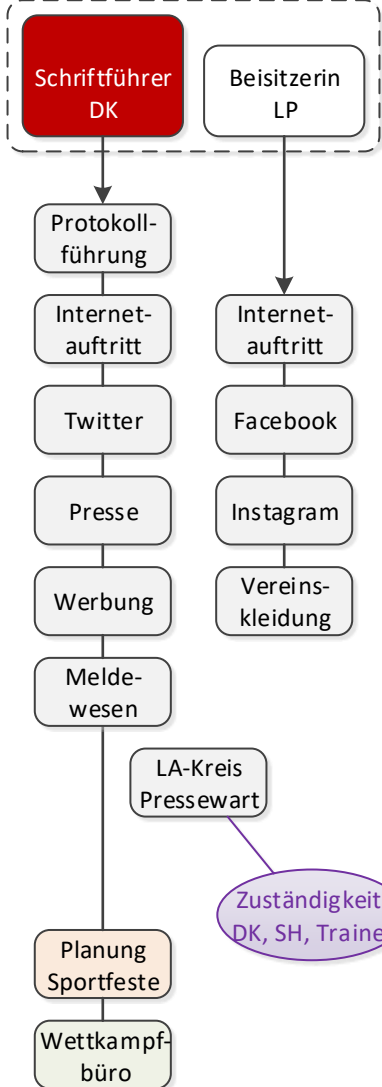 Schriftführer
DK
Beisitzerin
LP
Protokoll-
führung
Internet-
auftritt
Twitter
Presse
Werbung
Melde-
wesen
Internet-
auftritt
Facebook
Instagram
Vereins-
kleidung
LA-Kreis
Pressewart
Zuständigkeit
DK, SH, Traine
Planung
Sportfeste
Wettkampf-
büro